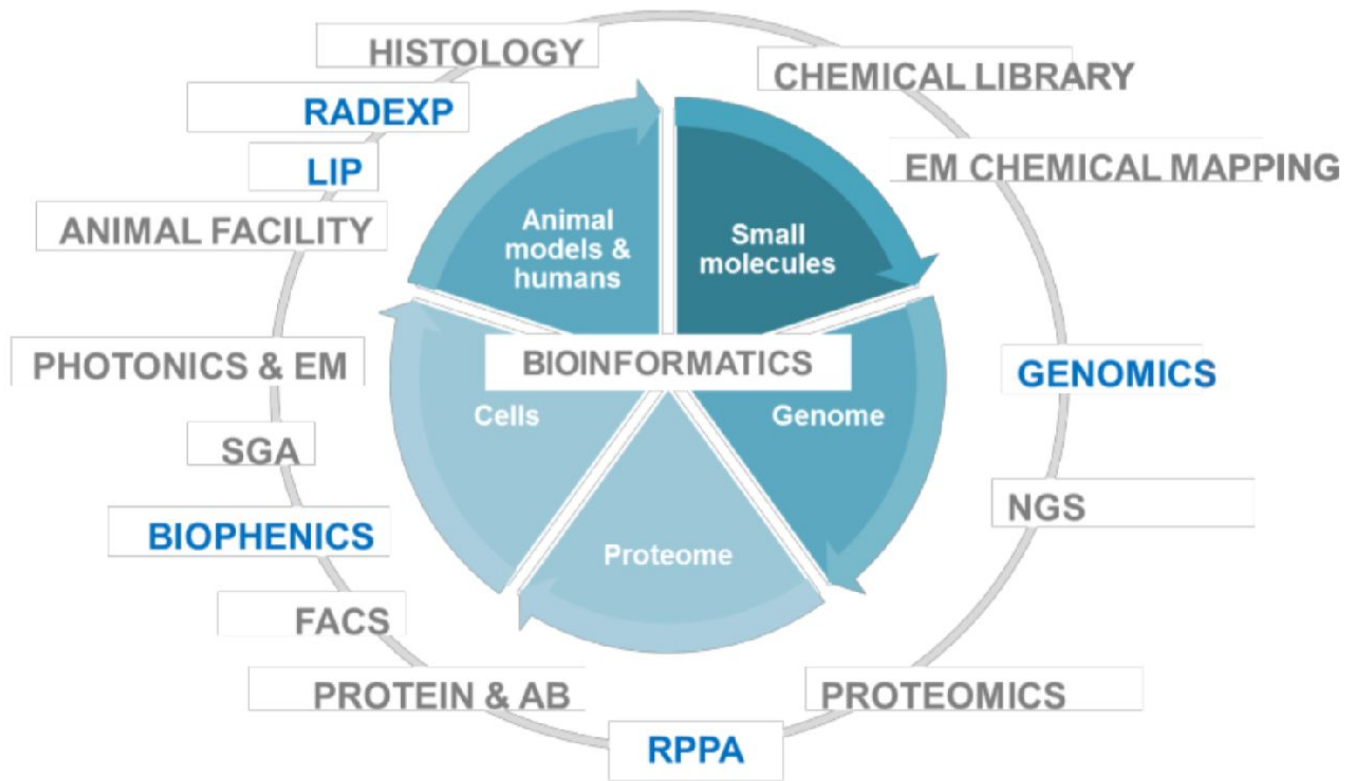 HISTOLOGY
CHEMICAL LIBRARY
RADEXP
EM CHEMICAL MAPPING
LIP
ANIMAL FACILITY
Animal
models &
humans
Small
molecules
PHOTONICS & EM
BIOINFORMATICS
GENOMICS
Cells
Genome
SGA
NGS
BIOPHENICS
Proteome
FACS
PROTEIN & AB
PROTEOMICS
RPPA